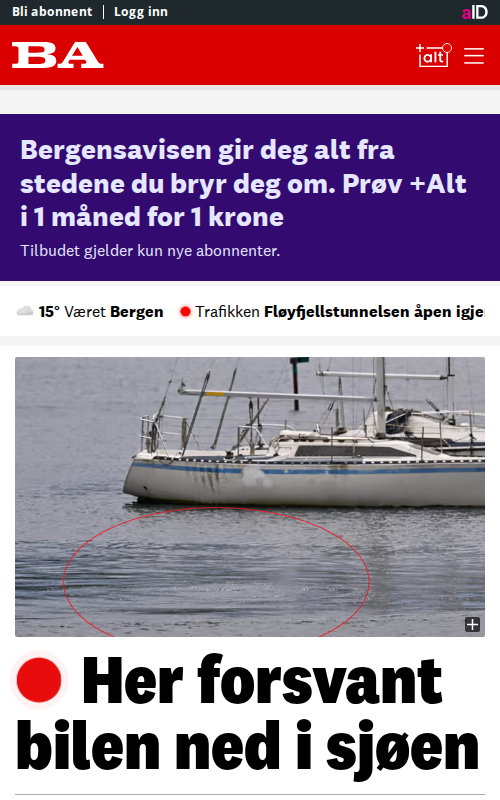 Bli abonnent | Logg inn
aID
BA
+alt
Bergensavisen gir deg alt fra
stedene du bryr deg om. Prøv +Alt
i 1 måned for 1 krone
Tilbudet gjelder kun nye abonnenter.
15° Været Bergen Trafikken Fløyfjellstunnelsen åpen igje
Her forsvant
bilen ned i sjøen